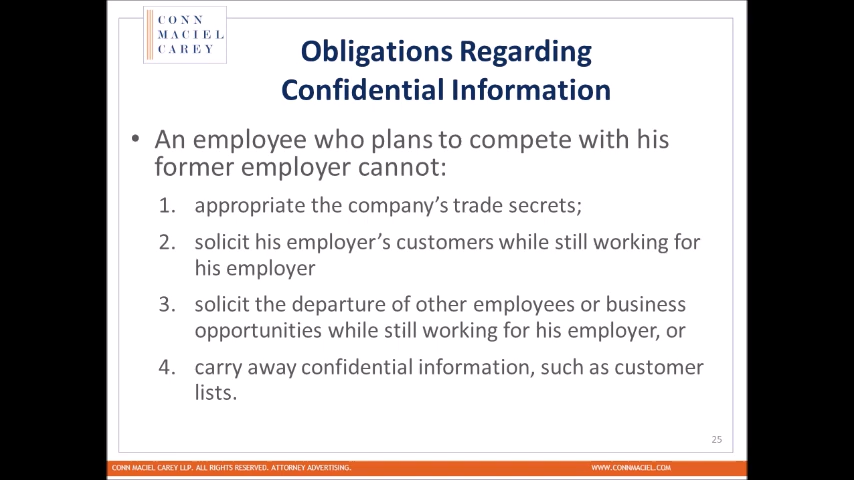 CONN
MACIEL
CAREY
Obligations Regarding
Confidential Information
• An employee who plans to compete with his
former employer cannot:
1. appropriate the company's trade secrets;
2. solicit his employer's customers while still working for
his employer
3. solicit the departure of other employees or business
opportunities while still working for his employer, or
4. carry away confidential information, such as customer
lists.
25
CONN MACIEL CAREY LLP. ALL RIGHTS RESERVED. ATTORNEY ADVERTISING.
WWW.CONNMACIEL.COM